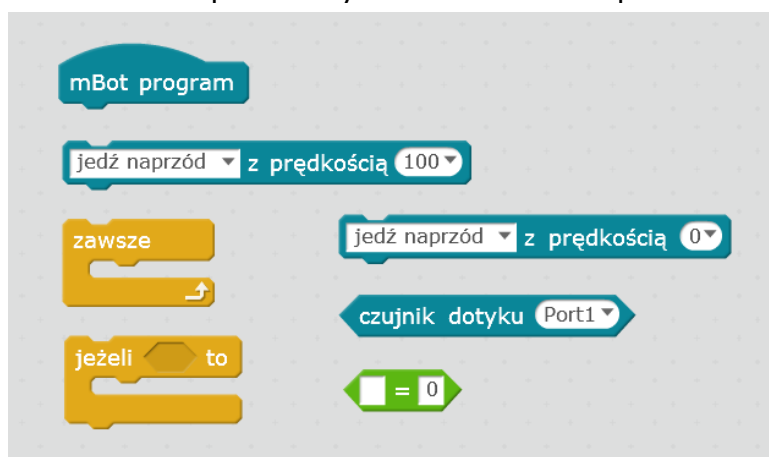 mBot program
jedź naprzód z prędkością 100
zawsze
jedź naprzód z prędkością 0
czujnik dotyku Port1
jeżeli to
= 0